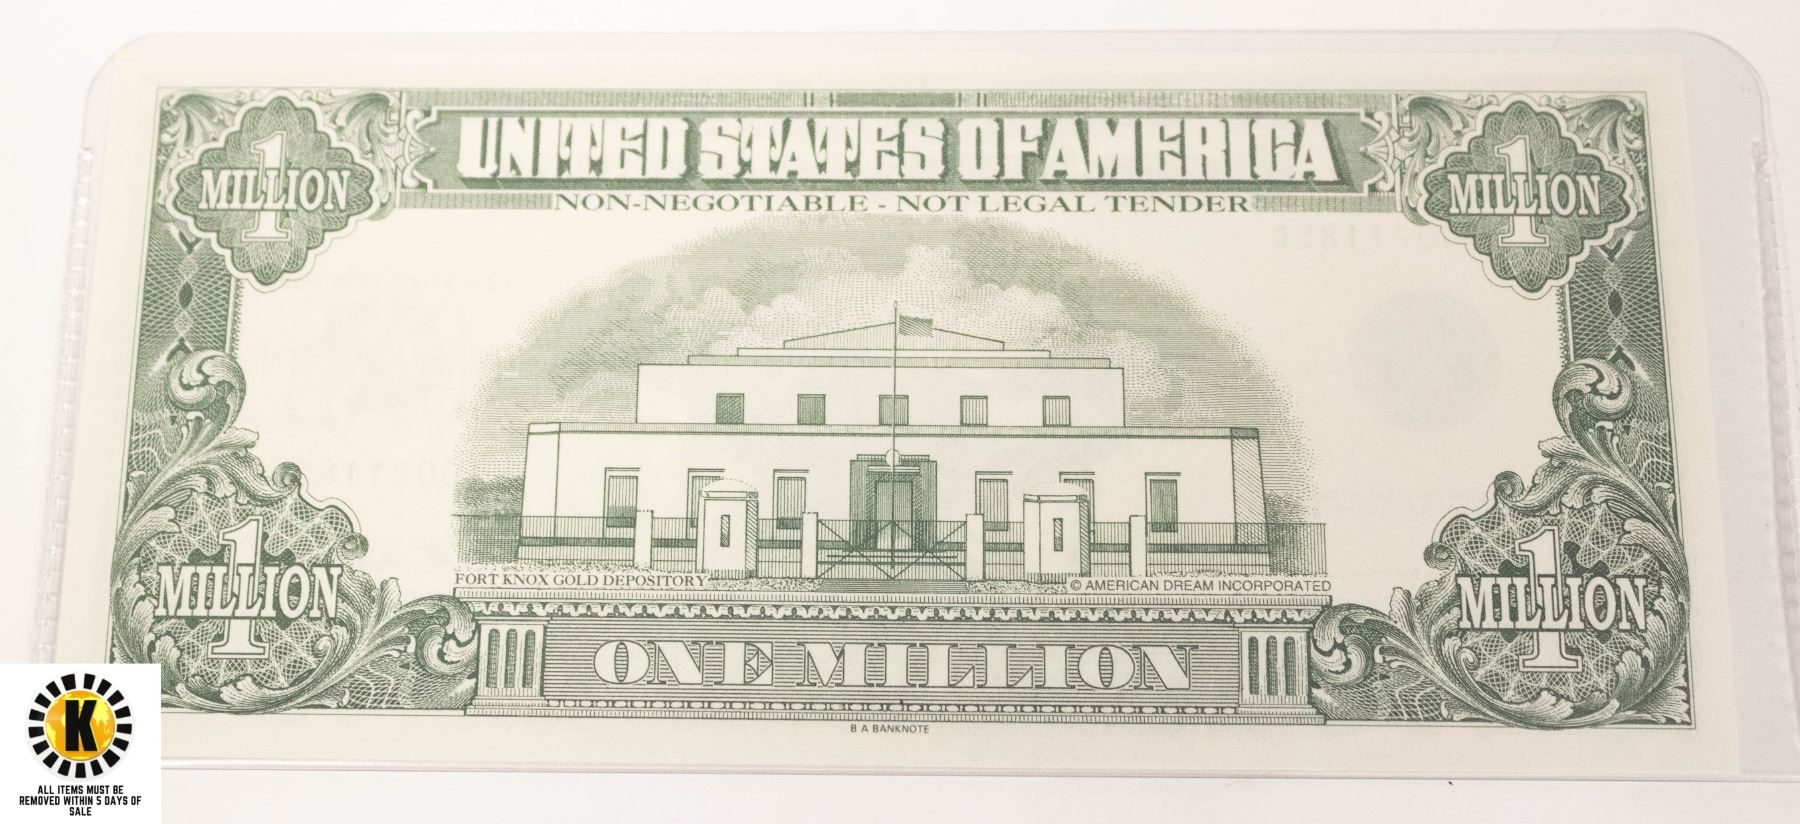 UNITED STATES OF AMERICA
NON-NEGOTIABLE - NOT LEGAL TENDER
1
MILLION
1
MILLION
1
MILLION
1
MILLION
FORT KNOX GOLD DEPOSITORY
© AMERICAN DREAM INCORPORATED
ONE MILLION
B A BANKNOTE
K
ALL ITEMS MUST BE
REMOVED WITHIN 5 DAYS OF
SALE